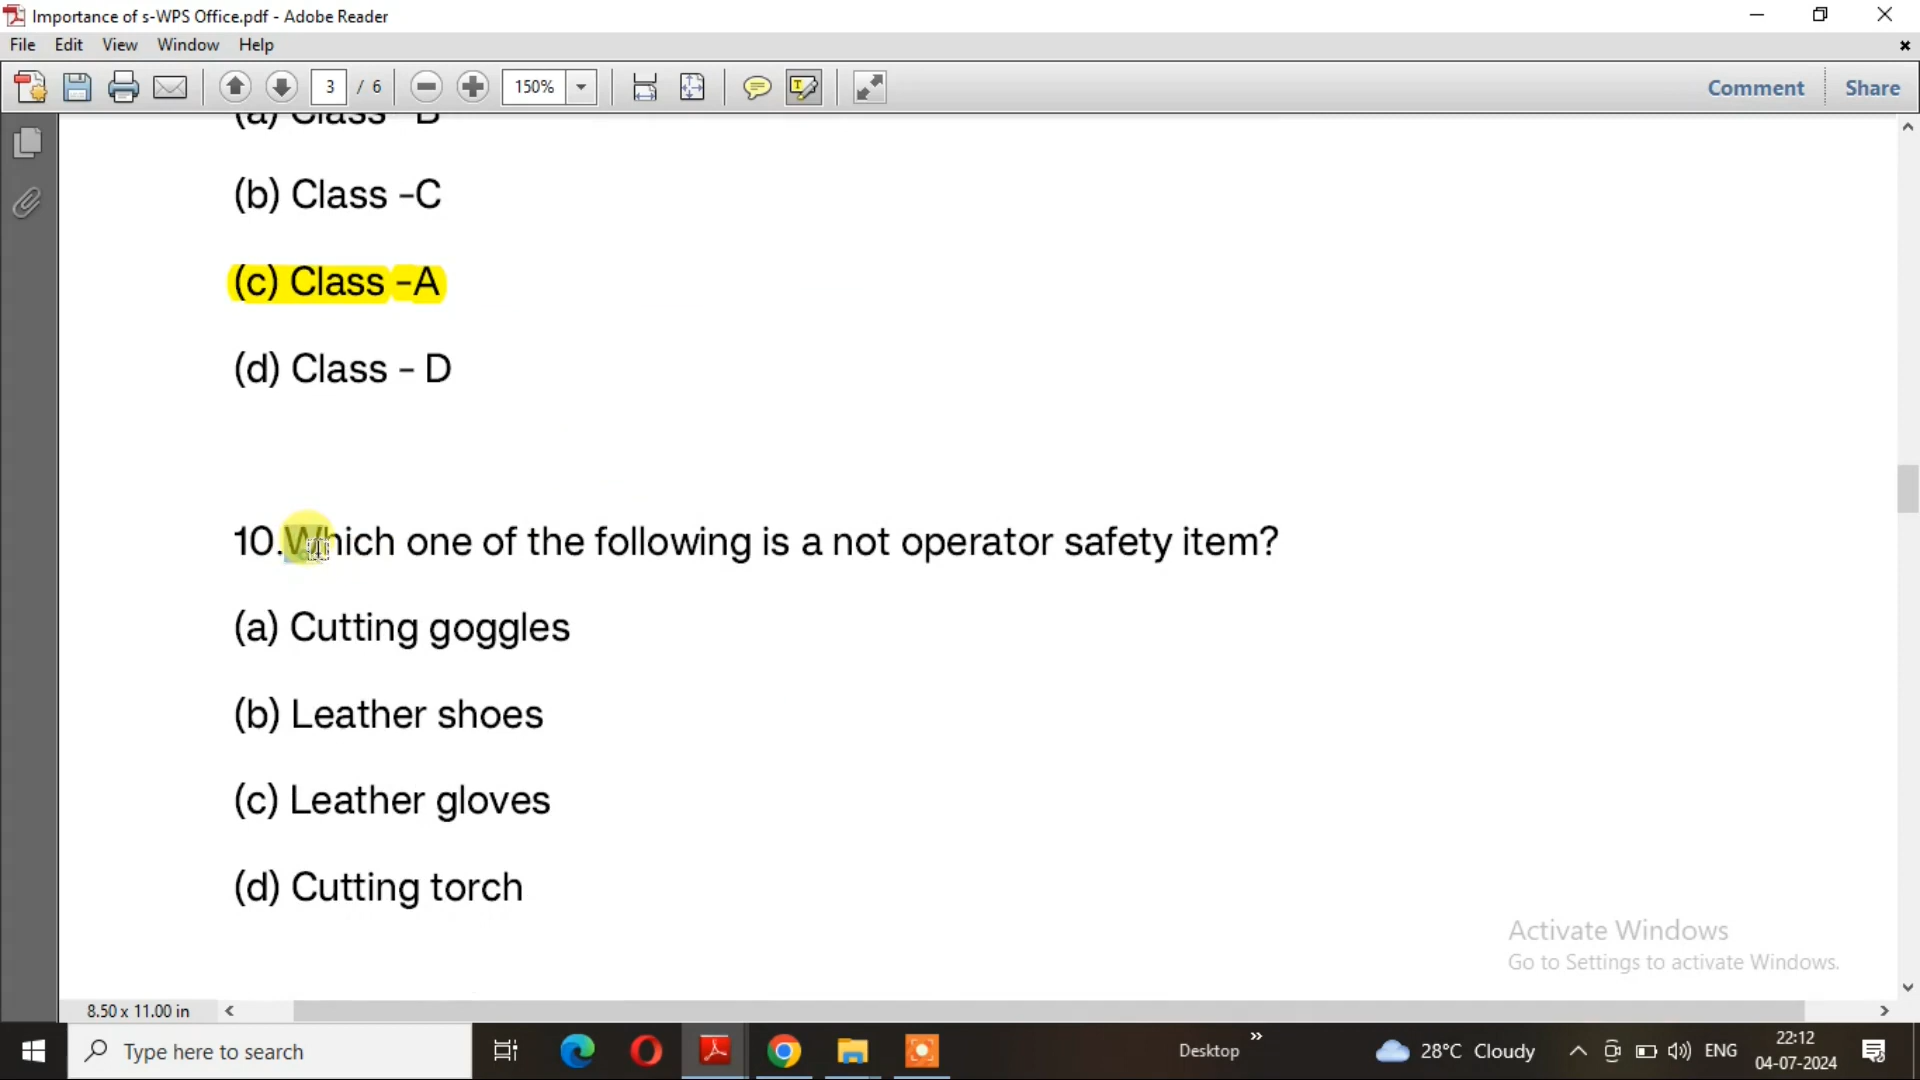 Importance of s-WPS Office.pdf - Adobe Reader
File Edit View Window Help
3 / 6 150% Comment Share
(a) Class - B
(b) Class -C
(c) Class -A
(d) Class - D
10.Which one of the following is a not operator safety item?
(a) Cutting goggles
(b) Leather shoes
(c) Leather gloves
(d) Cutting torch
Activate Windows
Go to Settings to activate Windows.
8.50 x 11.00 in
Type here to search
Desktop
28°C Cloudy
ENG
22:12
04-07-2024